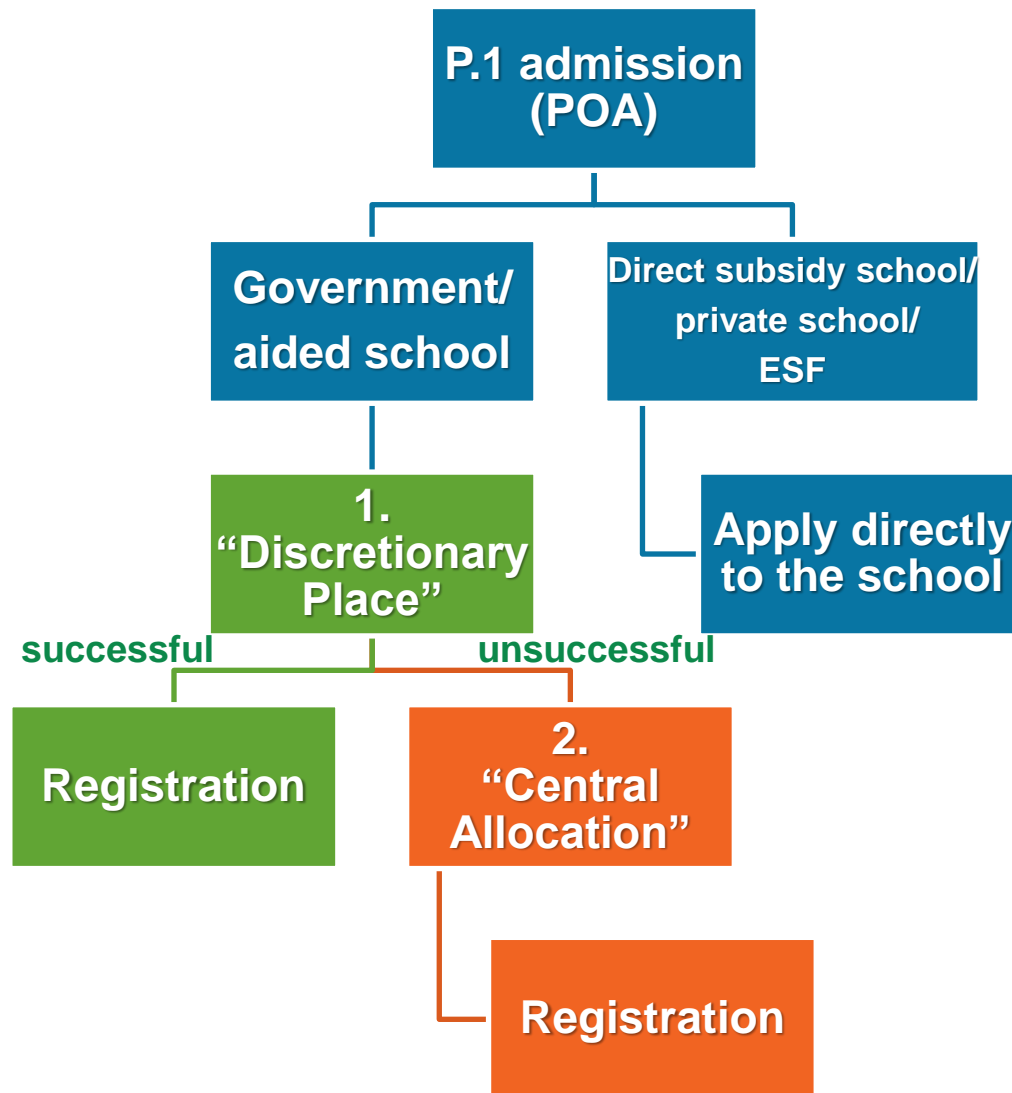 P.1 admission
(POA)
Government/
aided school
Direct subsidy school/
private school/
ESF
1.
“Discretionary
Place”
Apply directly
to the school
successful
unsuccessful
Registration
2.
“Central
Allocation”
Registration